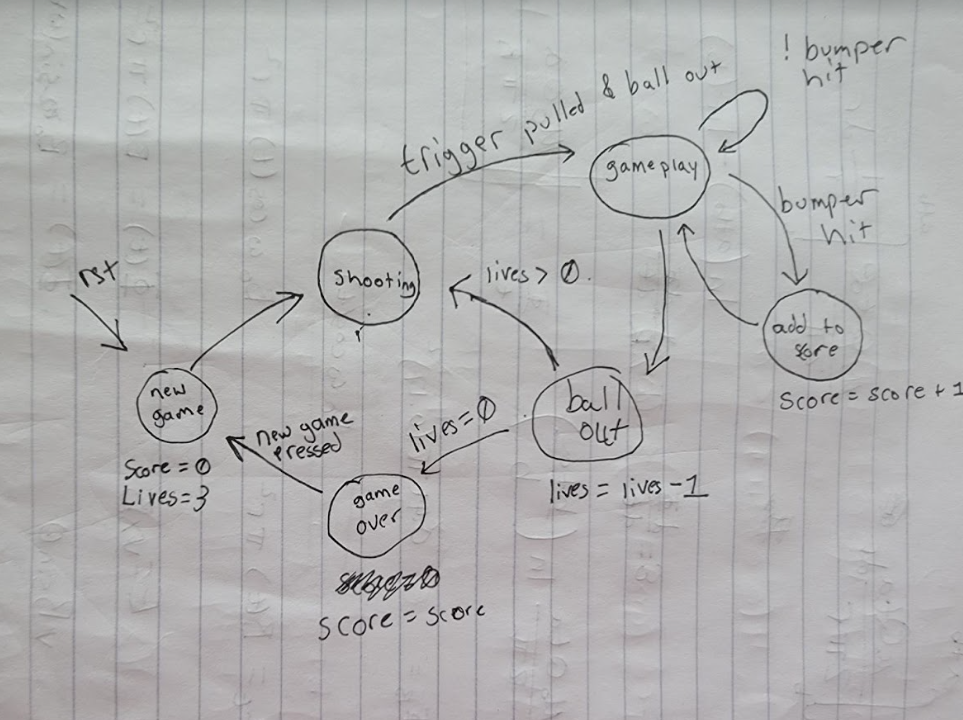 ! bumper
hit
trigger pulled & ball out
gameplay
bumper
hit
rst
shooting
lives > 0.
add to
score
score = score + 1
new
game
Score = 0
Lives = 3
new game
pressed
lives = 0
ball
out
lives = lives - 1
game
over
score = score